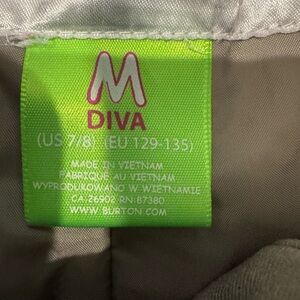 M
DIVA
(US 7/8) (EU 129-135)
MADE IN VIETNAM
FABRIQUÉ AU VIETNAM
WYPRODUKOWANO W WIETNAMIE
CA:26902 RN:87380
WWW.BURTON.COM